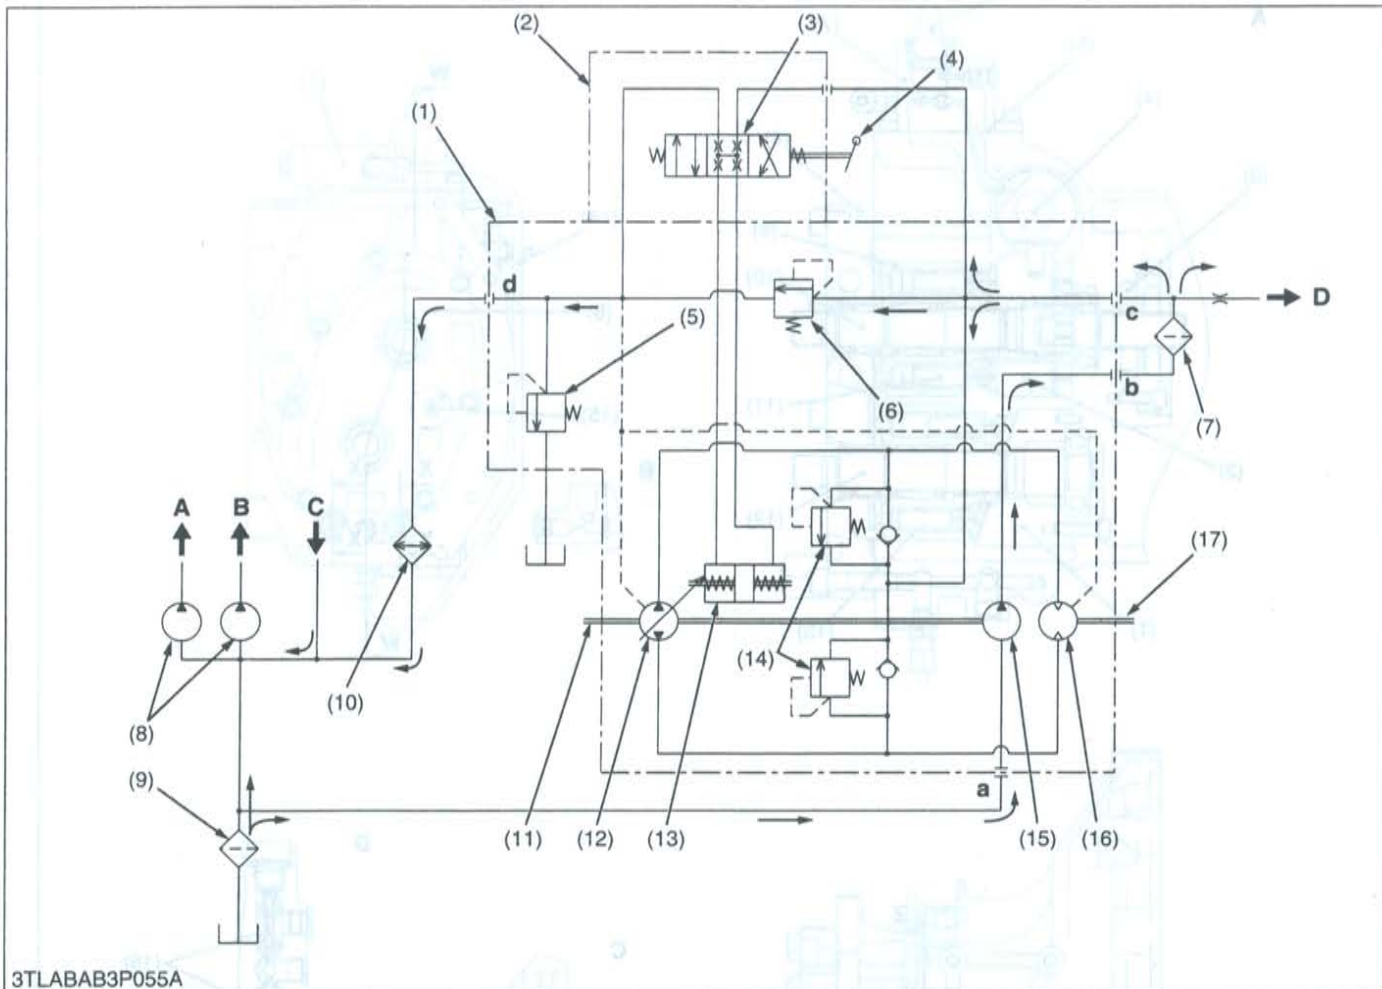 (2)
(3)
(4)
(1)
d
(5)
c
D
(6)
b
(7)
A
B
C
(17)
(14)
(10)
(8)
(9)
a
(11)
(12)
(13)
(15)
(16)
3TLABAB3P055A